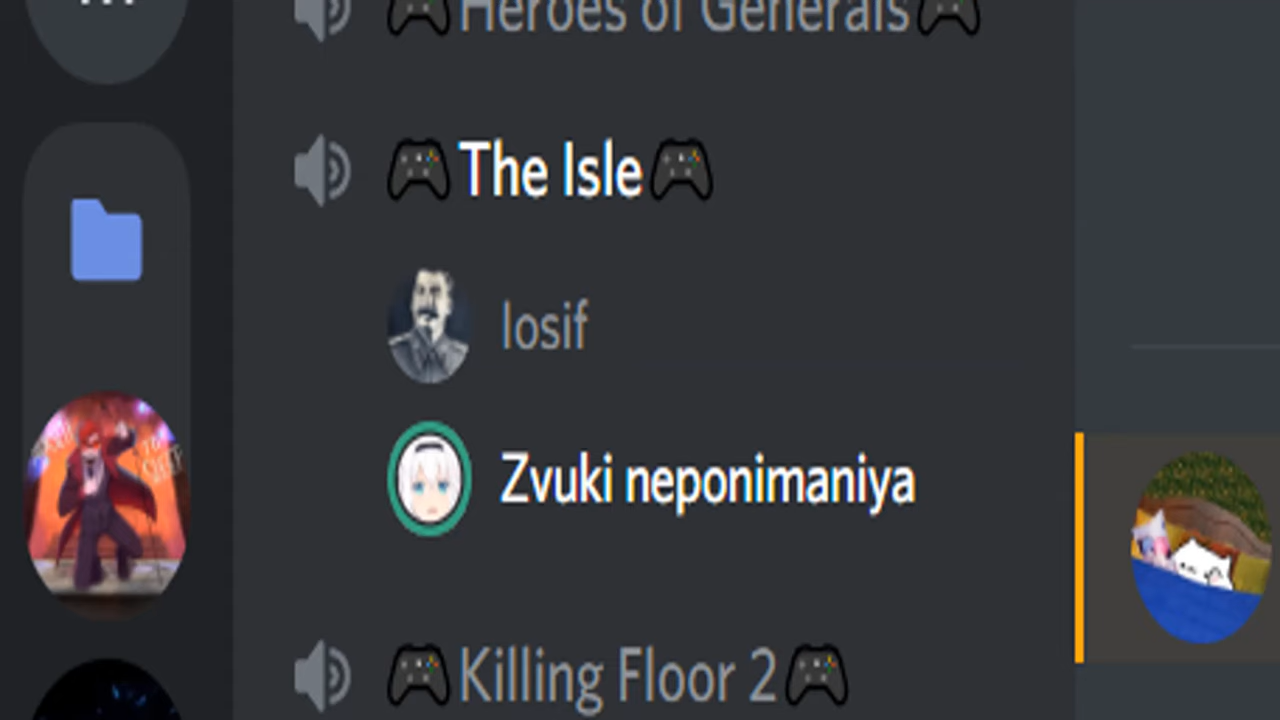 🎮Heroes of Generals🎮
🎮The Isle🎮
Iosif
Zvuki neponimaniya
🎮Killing Floor 2🎮